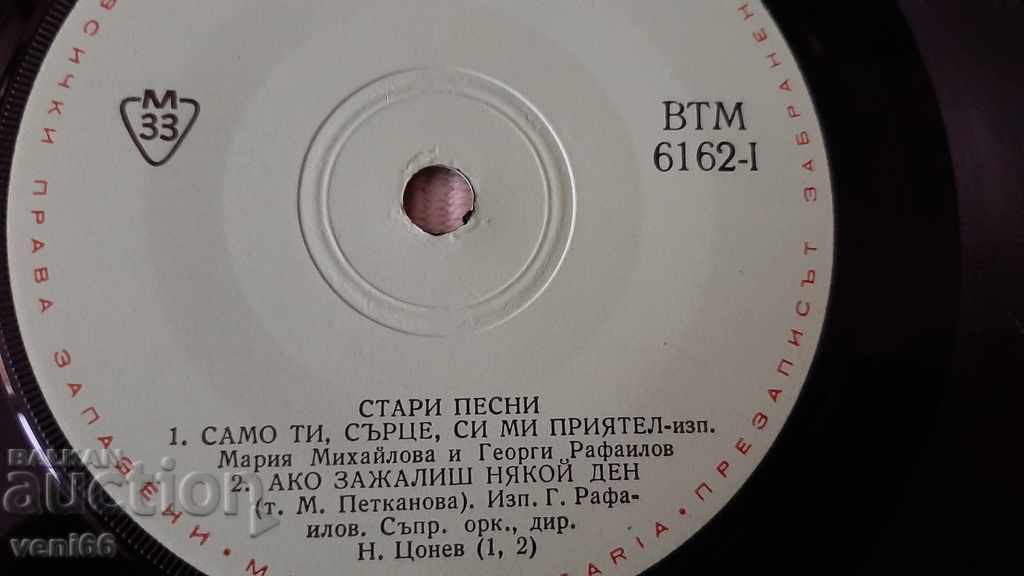 ВСИЧКИ ПРАВА ЗАПАЗЕНИ • M
ARIA • ПРЕЗАПИСЪТ ЗАБРАНЕН
M
33
ВТМ
6162-I
СТАРИ ПЕСНИ
1. САМО ТИ, СЪРЦЕ, СИ МИ ПРИЯТЕЛ-изп.
Мария Михайлова и Георги Рафаилов
2. АКО ЗАЖАЛИШ НЯКОЙ ДЕН
(т. М. Петканова). Изп. Г. Рафа-
илов. Съпр. орк., дир.
Н. Цонев (1, 2)
BALKAN
auction
veni66